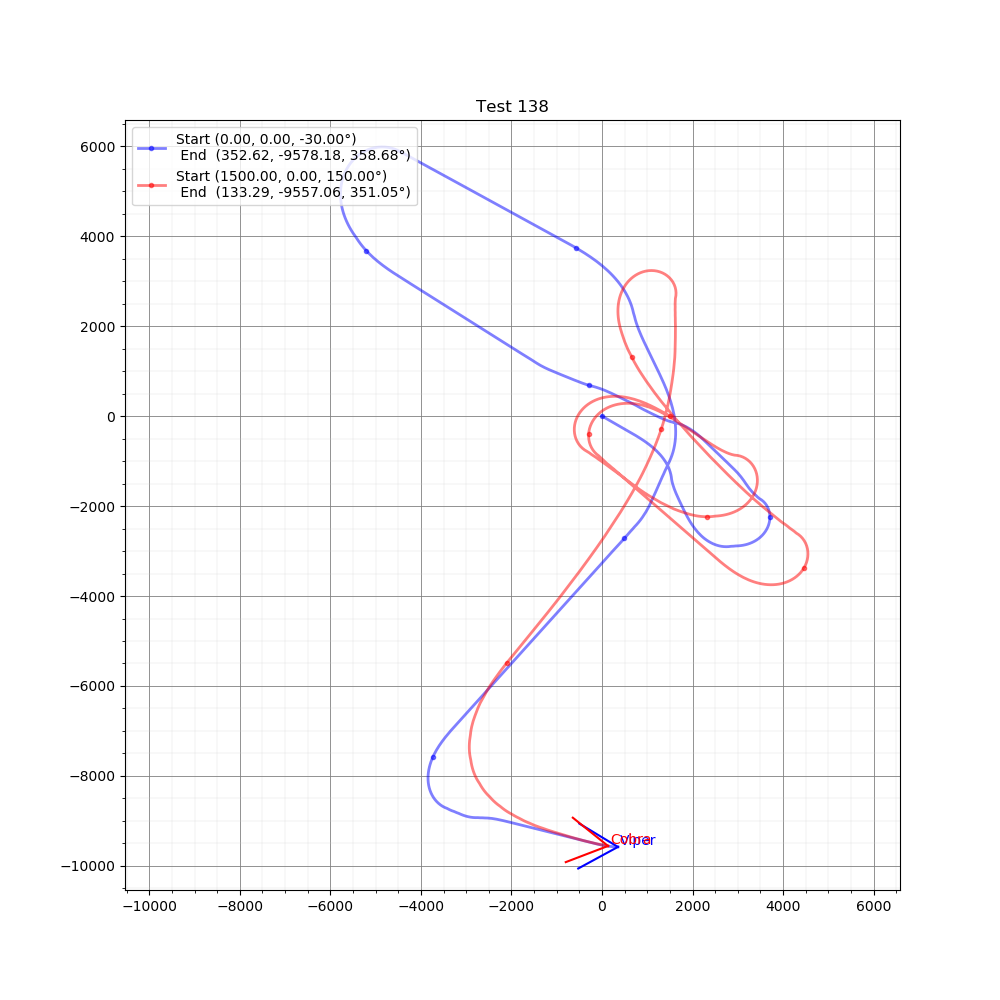 Test 138
Start (0.00, 0.00, -30.00°)
End  (352.62, -9578.18, 358.68°)
Start (1500.00, 0.00, 150.00°)
End  (133.29, -9557.06, 351.05°)
6000
4000
2000
0
−2000
−4000
−6000
−8000
−10000
Cobra
Viper
−10000 −8000 −6000 −4000 −2000 0 2000 4000 6000